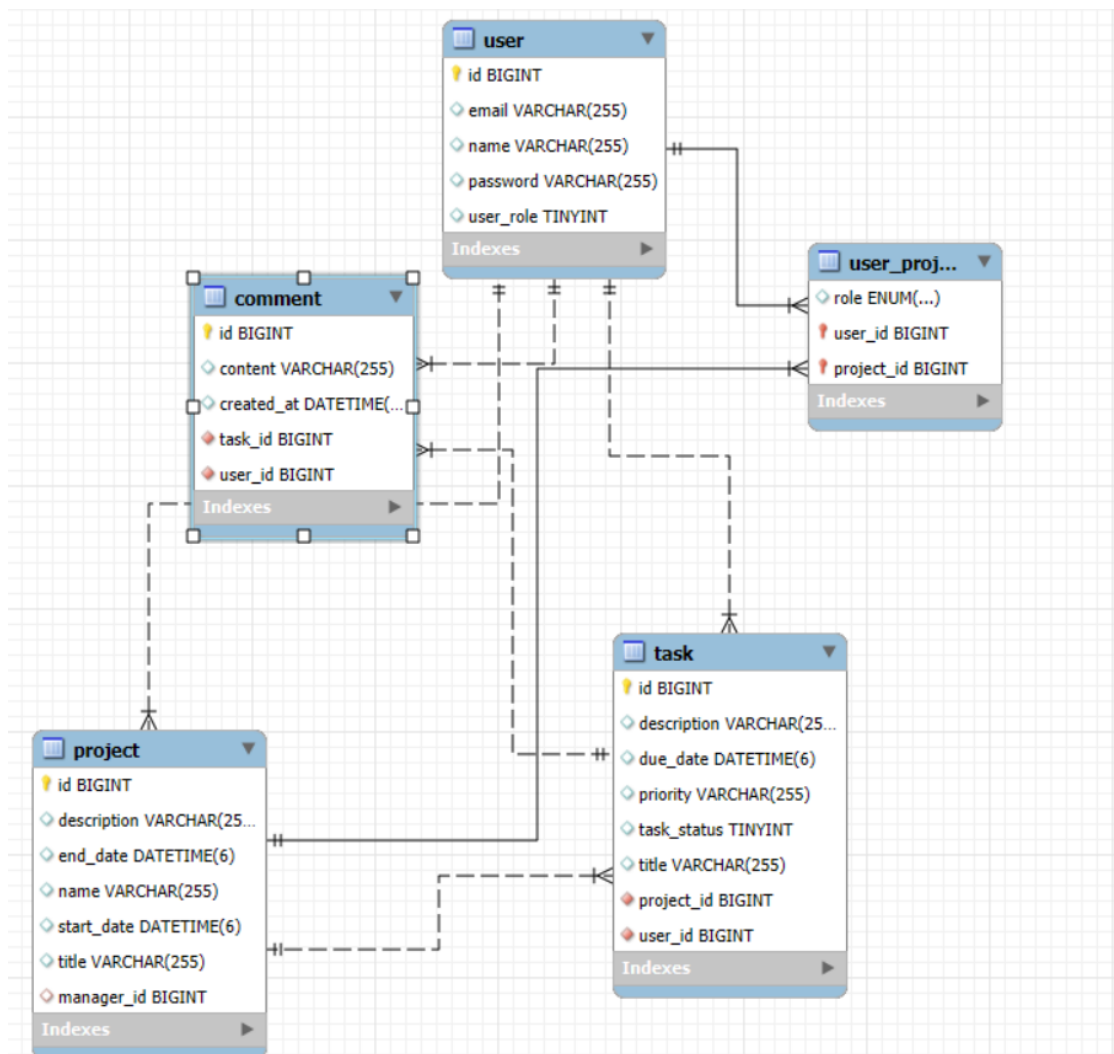 user
id BIGINT
email VARCHAR(255)
name VARCHAR(255)
password VARCHAR(255)
user_role TINYINT
Indexes
user_proj...
role ENUM(...)
user_id BIGINT
project_id BIGINT
Indexes
comment
id BIGINT
content VARCHAR(255)
created_at DATETIME(...
task_id BIGINT
user_id BIGINT
Indexes
task
id BIGINT
description VARCHAR(25...
due_date DATETIME(6)
priority VARCHAR(255)
task_status TINYINT
title VARCHAR(255)
project_id BIGINT
user_id BIGINT
Indexes
project
id BIGINT
description VARCHAR(25...
end_date DATETIME(6)
name VARCHAR(255)
start_date DATETIME(6)
title VARCHAR(255)
manager_id BIGINT
Indexes